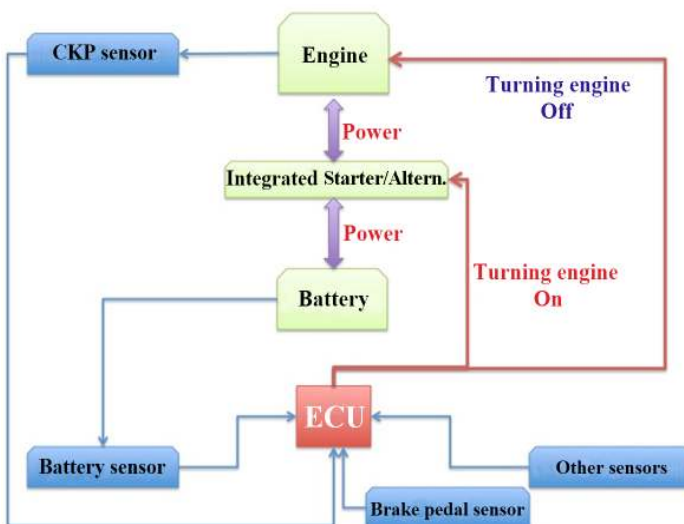 CKP sensor
Engine
Turning engine
Off
Power
Integrated Starter/Altern.
Power
Turning engine
On
Battery
ECU
Battery sensor
Other sensors
Brake pedal sensor